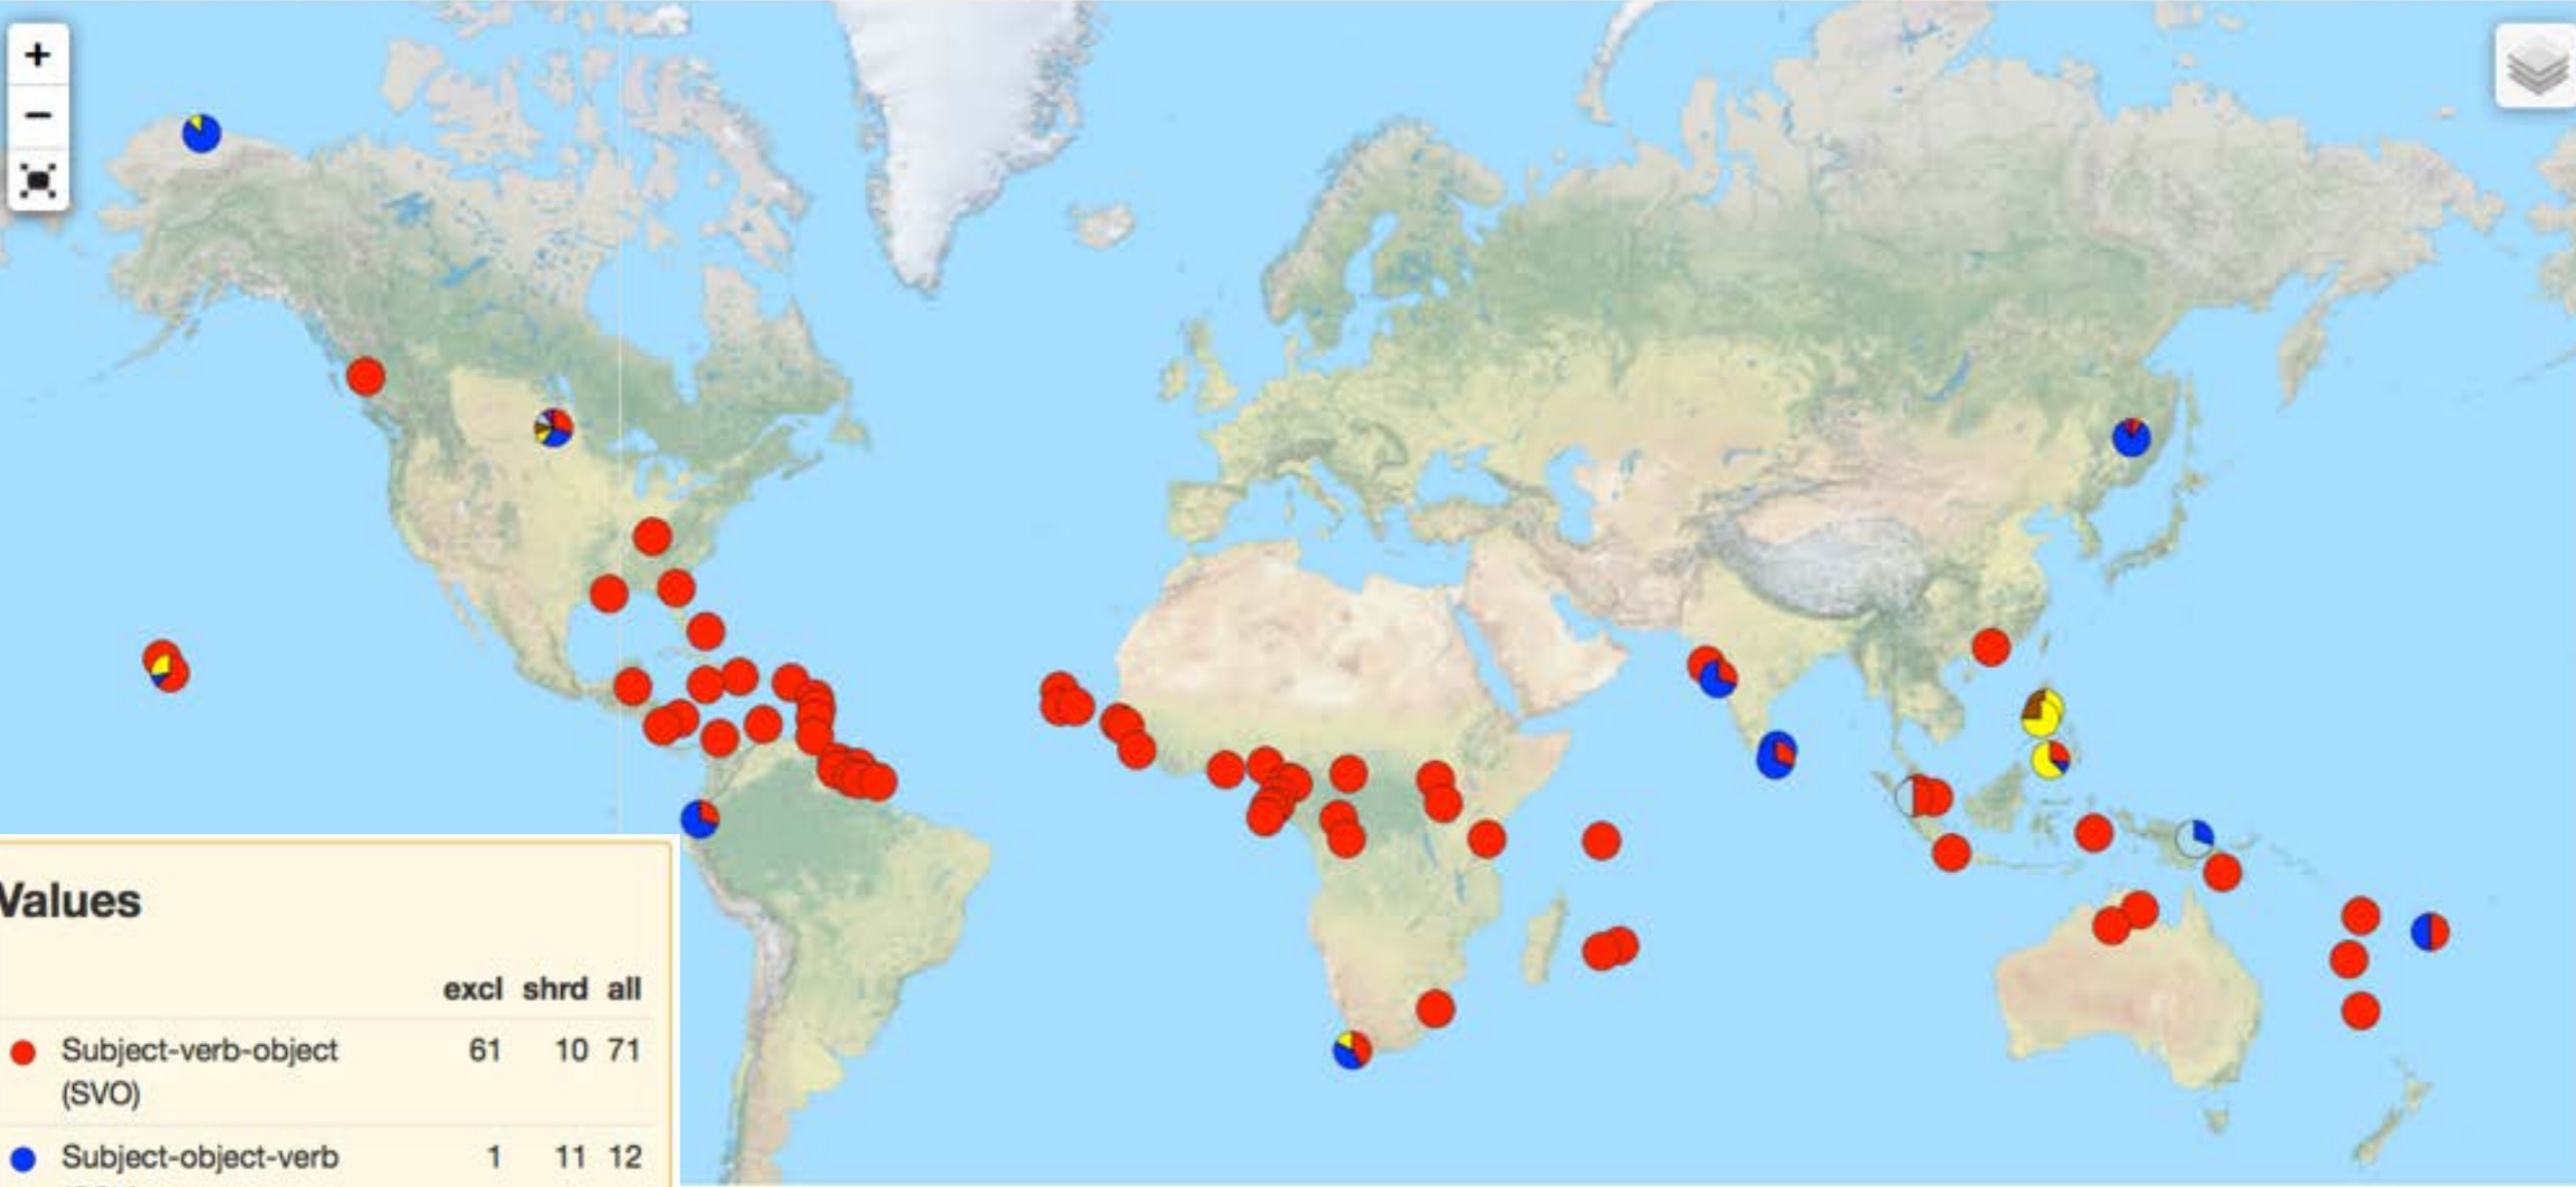 +
−
Values
excl shrd all
Subject-verb-object 61 10 71
(SVO)
Subject-object-verb 1 11 12